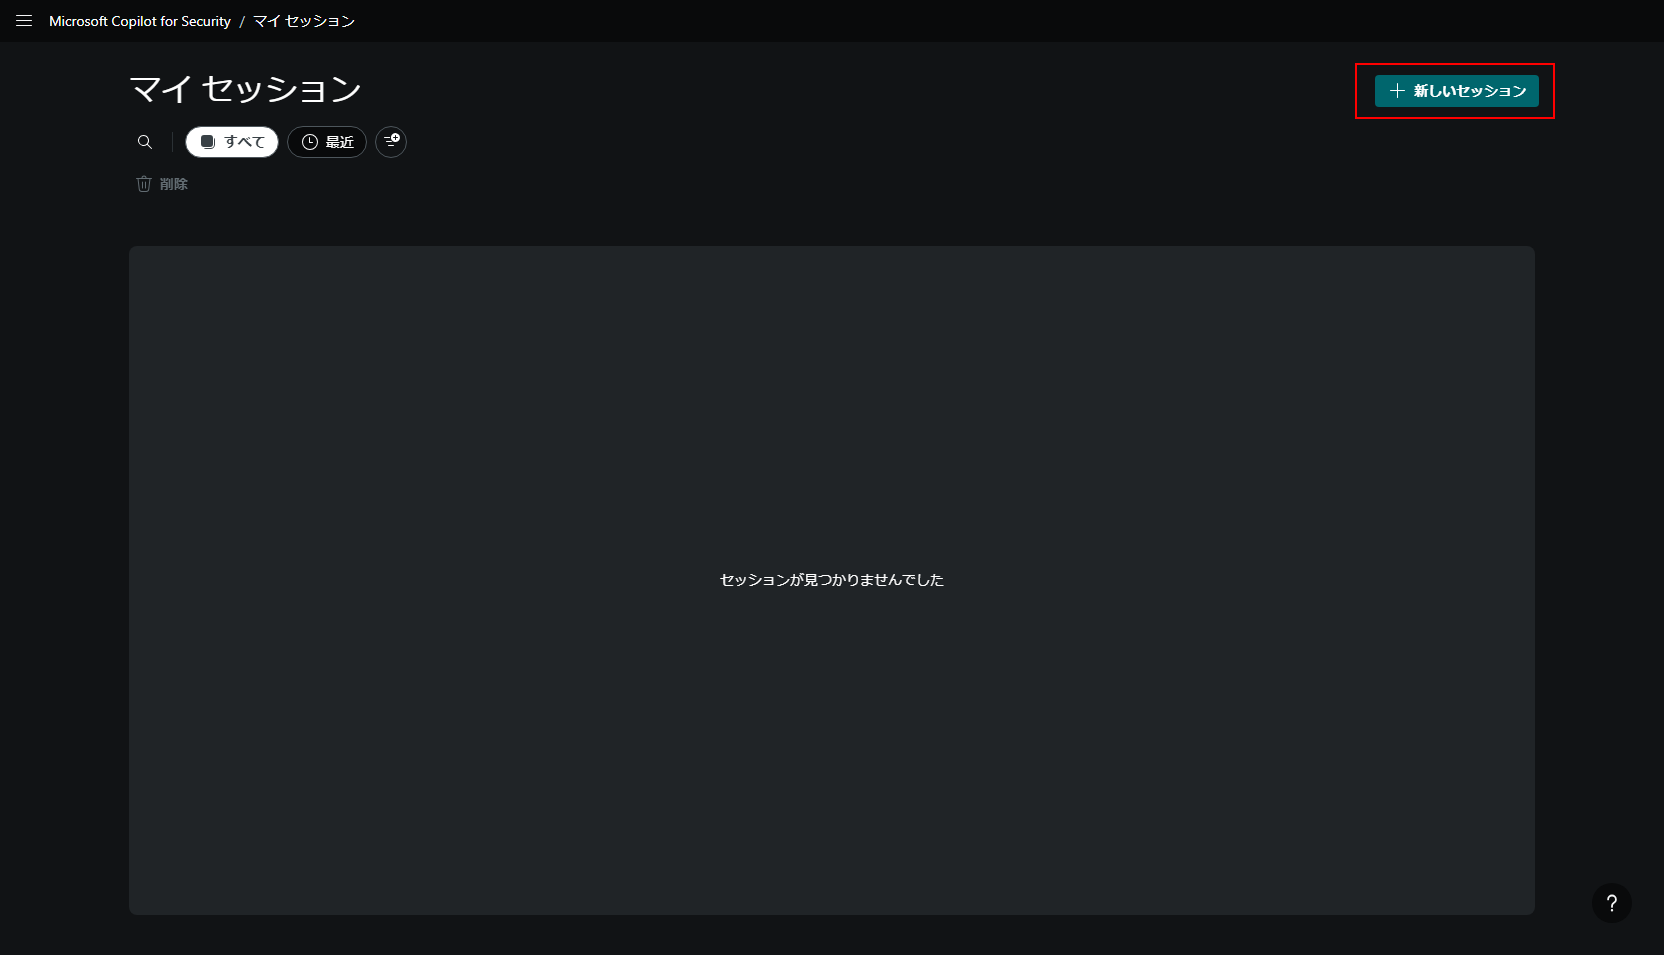 Microsoft Copilot for Security / マイ セッション
マイ セッション
+ 新しいセッション
すべて 最近
削除
セッションが見つかりませんでした
?